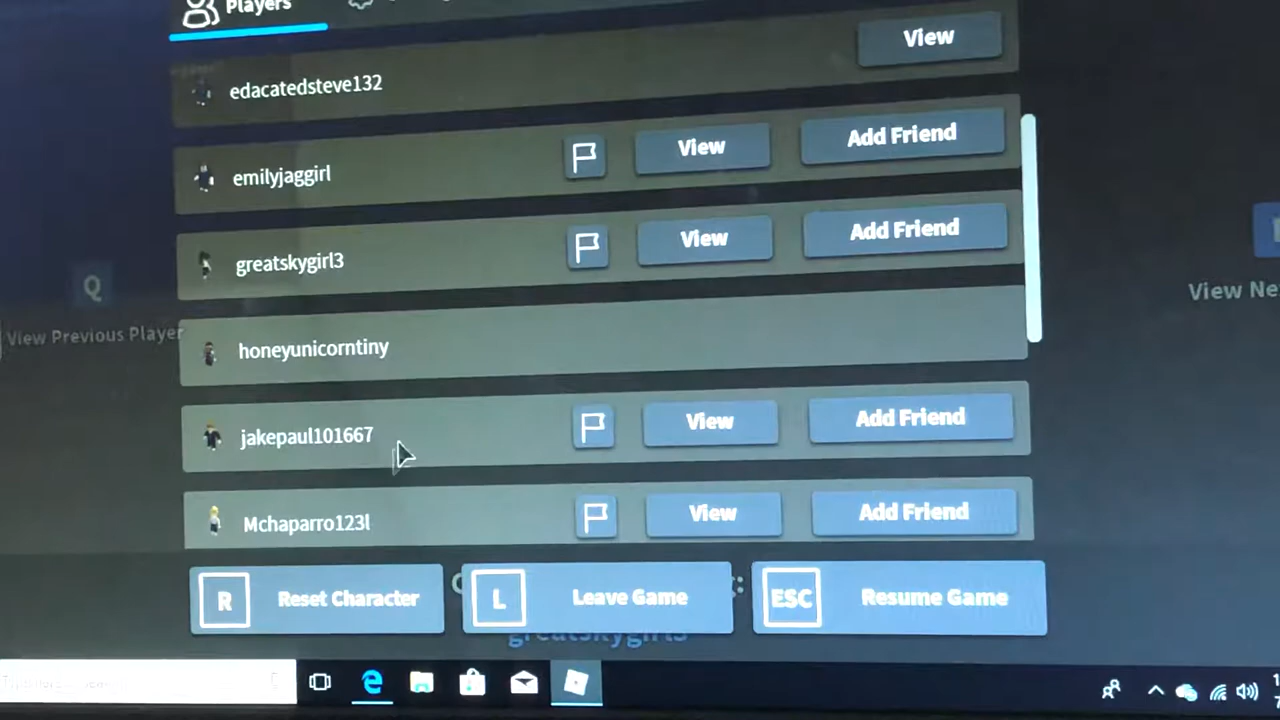 Players
View
edacatedsteve132
emilyjaggirl
View
Add Friend
greatskygirl3
View
Add Friend
Q
View Previous Player
View Ne
honeyunicorntiny
jakepaul101667
View
Add Friend
Mchaparro123l
View
Add Friend
R Reset Character
L Leave Game
ESC Resume Game
greatskygirl3